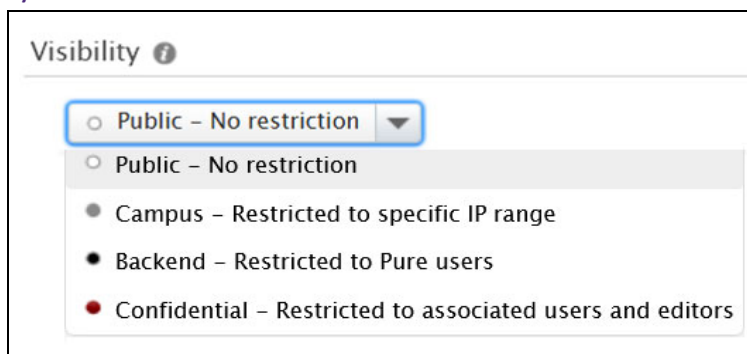 Visibility
Public – No restriction
Public – No restriction
Campus – Restricted to specific IP range
Backend – Restricted to Pure users
Confidential – Restricted to associated users and editors